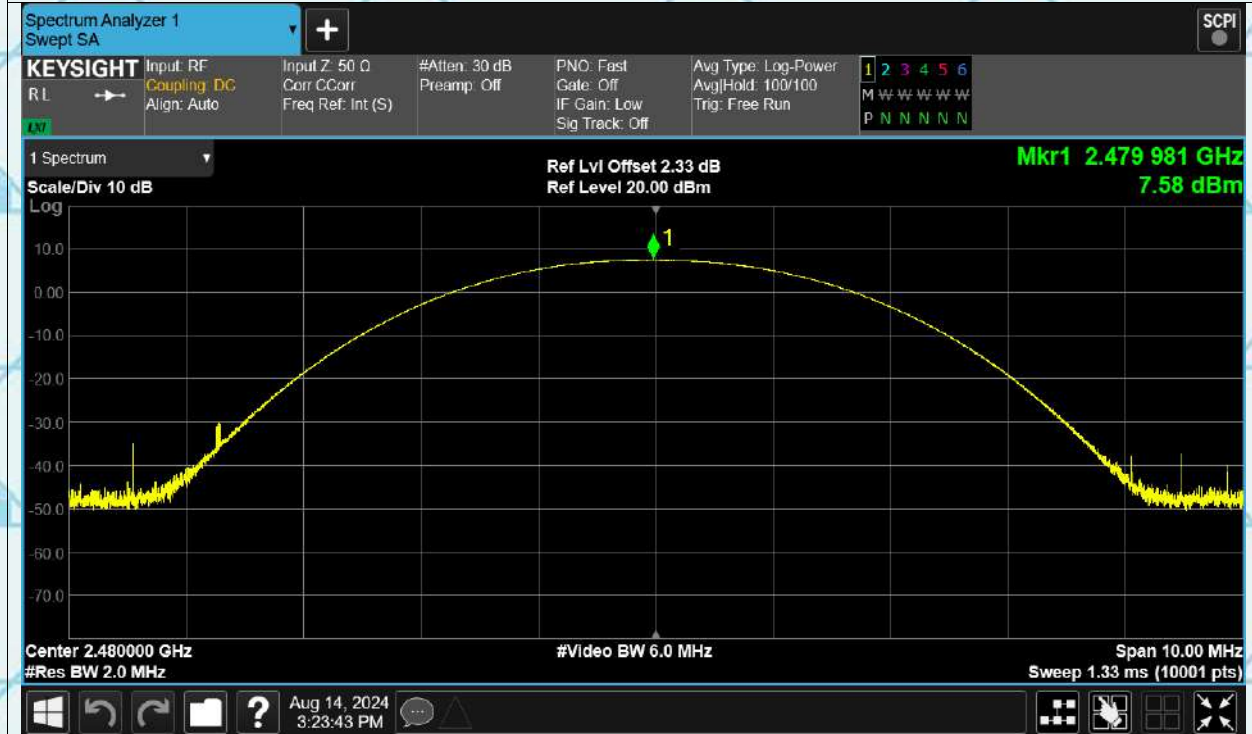 Spectrum Analyzer 1
Swept SA
+
SCPI
KEYSIGHT
RL
LXI
Input: RF
Coupling: DC
Align: Auto
Input Z: 50 Ω
Corr CCorr
Freq Ref: Int (S)
#Atten: 30 dB
Preamp: Off
PNO: Fast
Gate: Off
IF Gain: Low
Sig Track: Off
Avg Type: Log-Power
Avg|Hold: 100/100
Trig: Free Run
1 2 3 4 5 6
M W W W W W
P N N N N N
1 Spectrum
Scale/Div 10 dB
Log
Ref Lvl Offset 2.33 dB
Ref Level 20.00 dBm
Mkr1 2.479 981 GHz
7.58 dBm
1
10.0
0.00
-10.0
-20.0
-30.0
-40.0
-50.0
-60.0
-70.0
Center 2.480000 GHz
#Res BW 2.0 MHz
#Video BW 6.0 MHz
Span 10.00 MHz
Sweep 1.33 ms (10001 pts)
?
Aug 14, 2024
3:23:43 PM